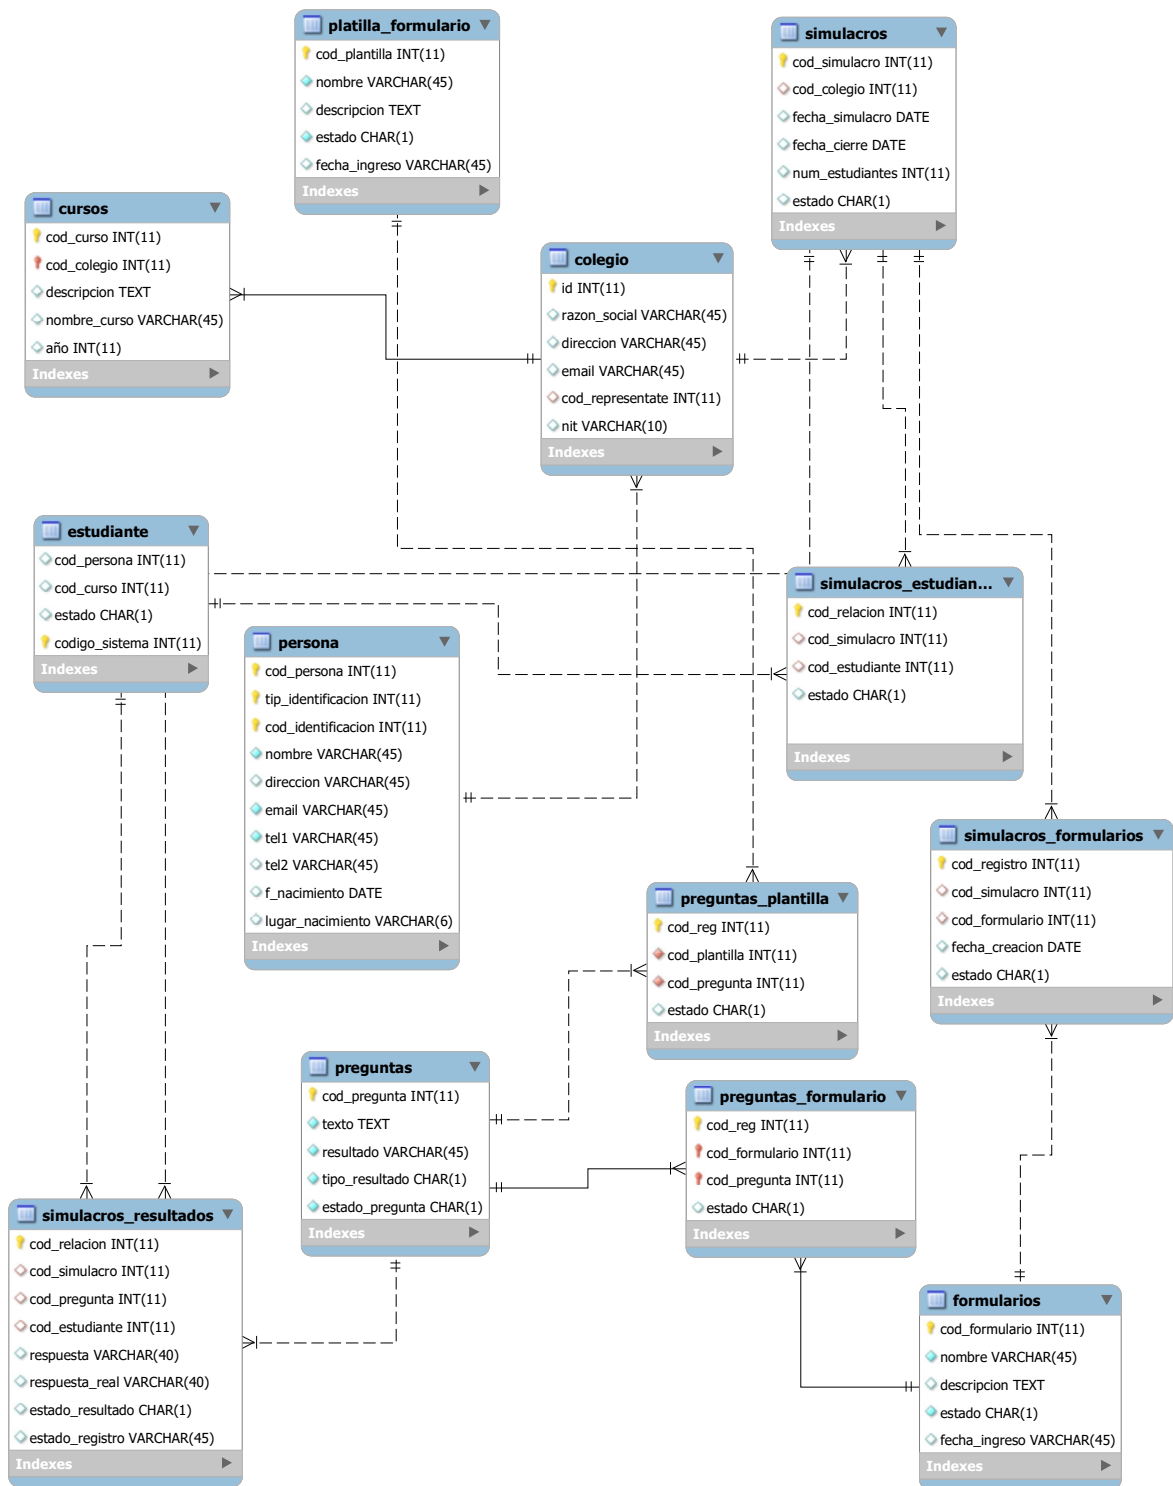 platilla_formulario
cod_plantilla INT(11)
nombre VARCHAR(45)
descripcion TEXT
estado CHAR(1)
fecha_ingreso VARCHAR(45)
Indexes
simulacros
cod_simulacro INT(11)
cod_colegio INT(11)
fecha_simulacro DATE
fecha_cierre DATE
num_estudiantes INT(11)
estado CHAR(1)
Indexes
cursos
cod_curso INT(11)
cod_colegio INT(11)
descripcion TEXT
nombre_curso VARCHAR(45)
año INT(11)
Indexes
colegio
id INT(11)
razon_social VARCHAR(45)
direccion VARCHAR(45)
email VARCHAR(45)
cod_representate INT(11)
nit VARCHAR(10)
Indexes
estudiante
cod_persona INT(11)
cod_curso INT(11)
estado CHAR(1)
codigo_sistema INT(11)
Indexes
persona
cod_persona INT(11)
tip_identificacion INT(11)
cod_identificacion INT(11)
nombre VARCHAR(45)
direccion VARCHAR(45)
email VARCHAR(45)
tel1 VARCHAR(45)
tel2 VARCHAR(45)
f_nacimiento DATE
lugar_nacimiento VARCHAR(6)
Indexes
simulacros_estudian...
cod_relacion INT(11)
cod_simulacro INT(11)
cod_estudiante INT(11)
estado CHAR(1)
Indexes
simulacros_formularios
cod_registro INT(11)
cod_simulacro INT(11)
cod_formulario INT(11)
fecha_creacion DATE
estado CHAR(1)
Indexes
preguntas_plantilla
cod_reg INT(11)
cod_plantilla INT(11)
cod_pregunta INT(11)
estado CHAR(1)
Indexes
preguntas
cod_pregunta INT(11)
texto TEXT
resultado VARCHAR(45)
tipo_resultado CHAR(1)
estado_pregunta CHAR(1)
Indexes
preguntas_formulario
cod_reg INT(11)
cod_formulario INT(11)
cod_pregunta INT(11)
estado CHAR(1)
Indexes
simulacros_resultados
cod_relacion INT(11)
cod_simulacro INT(11)
cod_pregunta INT(11)
cod_estudiante INT(11)
respuesta VARCHAR(40)
respuesta_real VARCHAR(40)
estado_resultado CHAR(1)
estado_registro VARCHAR(45)
Indexes
formularios
cod_formulario INT(11)
nombre VARCHAR(45)
descripcion TEXT
estado CHAR(1)
fecha_ingreso VARCHAR(45)
Indexes